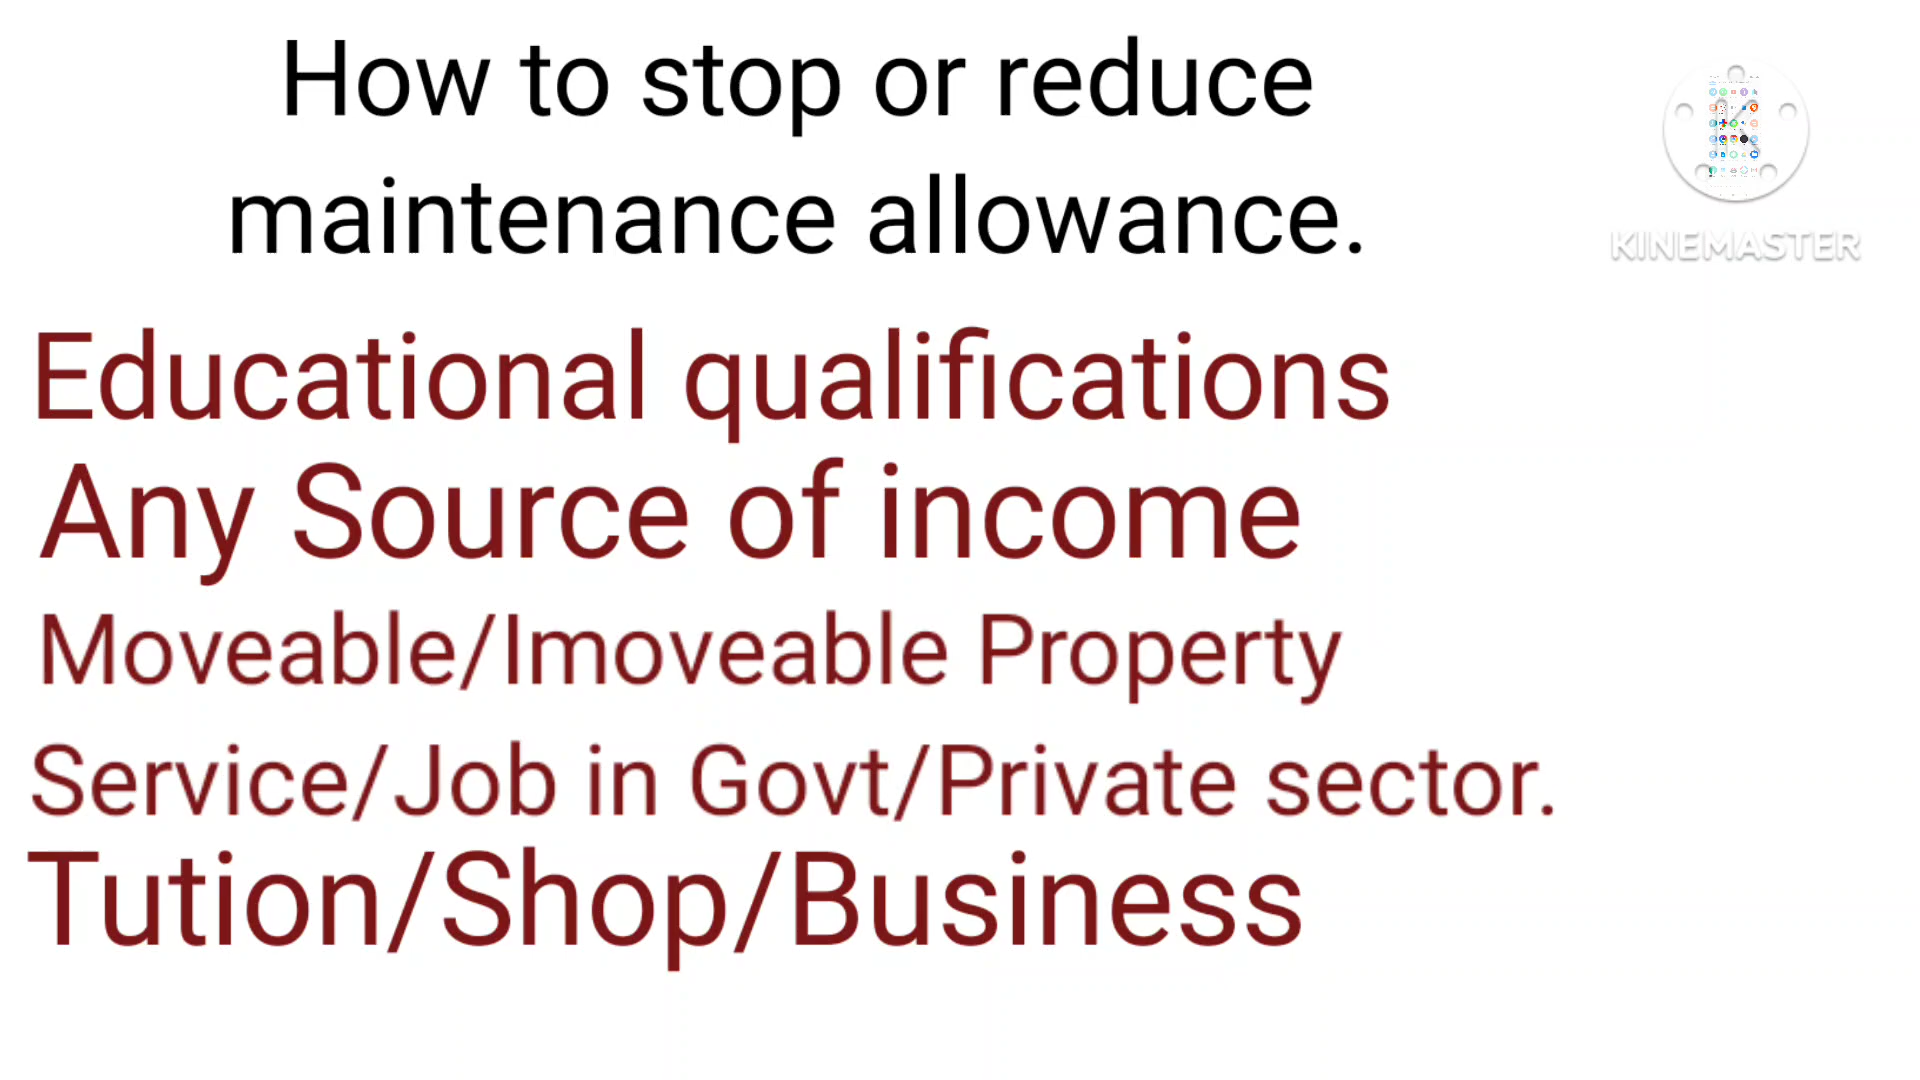 How to stop or reduce
maintenance allowance.
KINEMASTER
Educational qualifications
Any Source of income
Moveable/Imoveable Property
Service/Job in Govt/Private sector.
Tution/Shop/Business